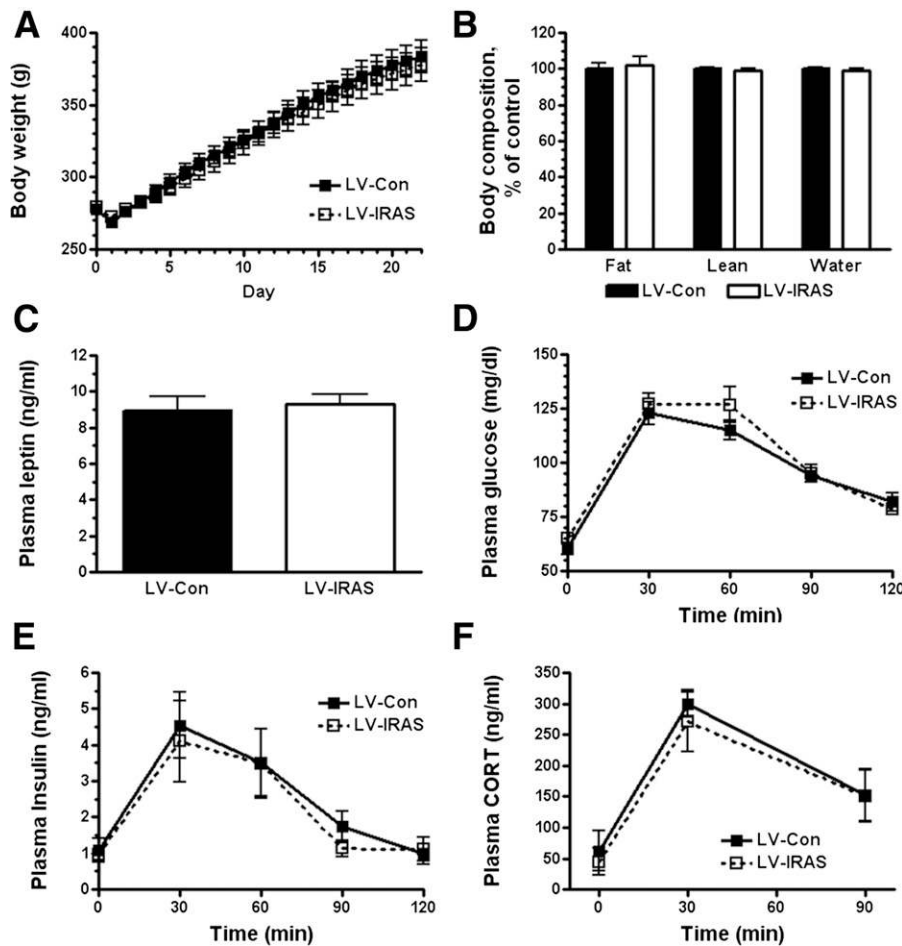 A
Body weight (g)
400
350
300
250
0
5
10
15
20
Day
LV-Con
LV-IRAS
B
Body composition,
% of control
140
120
100
80
60
40
20
0
Fat
Lean
Water
LV-Con
LV-IRAS
C
Plasma leptin (ng/ml)
12
10
8
6
4
2
0
LV-Con
LV-IRAS
D
Plasma glucose (mg/dl)
150
125
100
75
50
0
30
60
90
120
Time (min)
LV-Con
LV-IRAS
E
Plasma Insulin (ng/ml)
6
5
4
3
2
1
0
0
30
60
90
120
Time (min)
LV-Con
LV-IRAS
F
Plasma CORT (ng/ml)
350
300
250
200
150
100
50
0
0
30
60
90
Time (min)
LV-Con
LV-IRAS